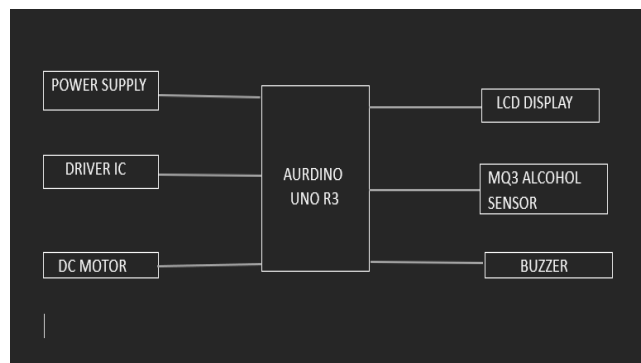 POWER SUPPLY
LCD DISPLAY
DRIVER IC
AURDINO
UNO R3
MQ3 ALCOHOL
SENSOR
DC MOTOR
BUZZER